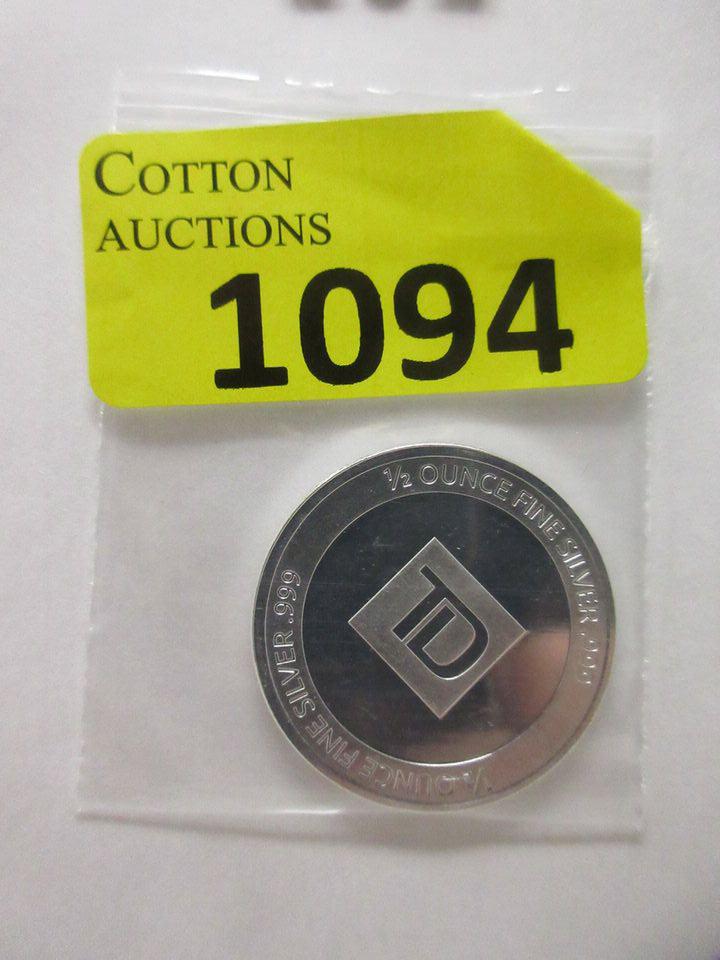 COTTON
AUCTIONS
1094
½ OUNCE FINE SILVER .999
½ OUNCE FINE SILVER .999
TD